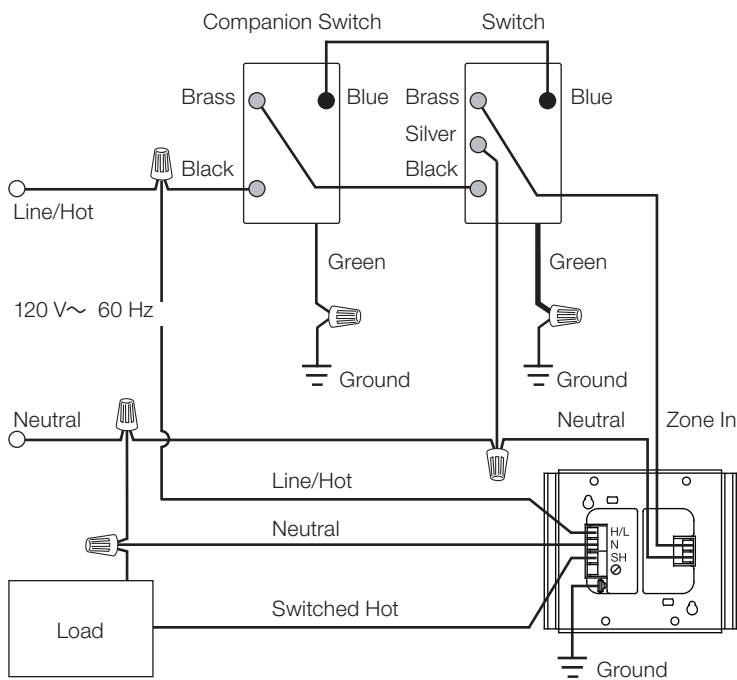 Companion Switch
Switch
Brass
Blue
Brass
Blue
Silver
Black
Black
Line/Hot
Green
Green
120 V～ 60 Hz
Ground
Ground
Neutral
Neutral
Zone In
Line/Hot
H/L
Neutral
N
SH
Switched Hot
Load
Ground